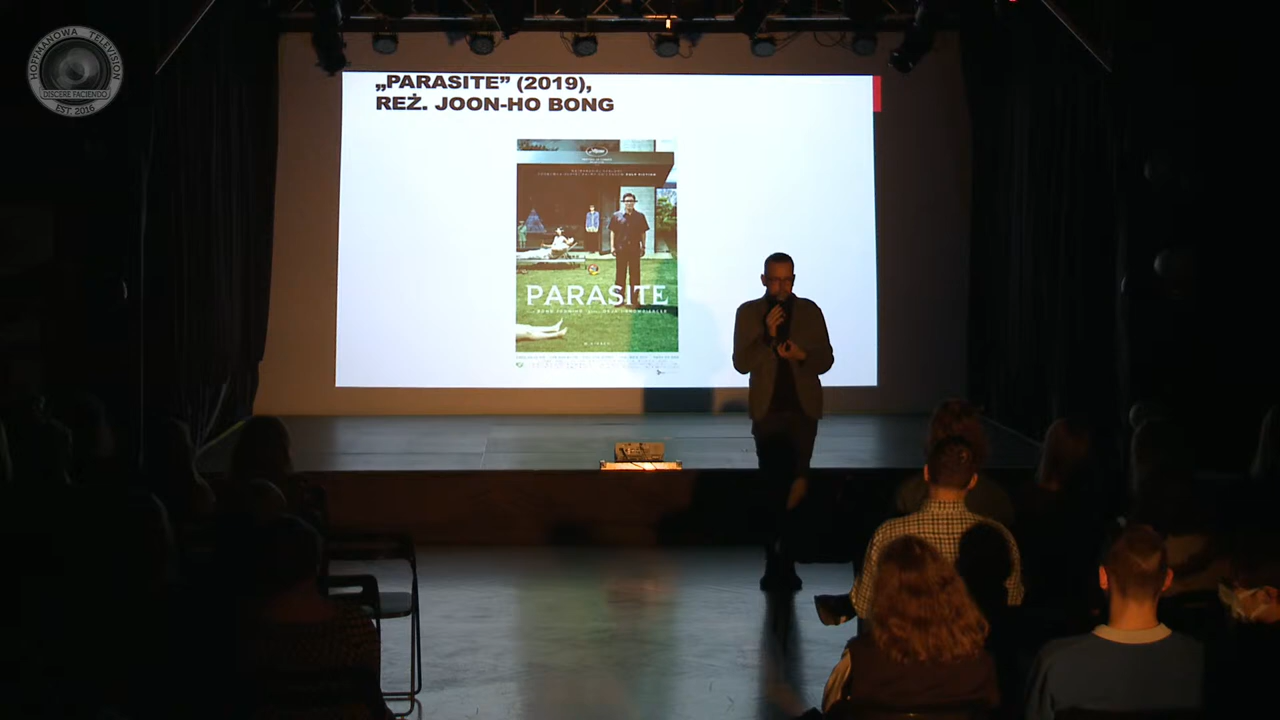 HOFFMANOWA TELEVISION
DISCERE FACIENDO
EST. 2016
„PARASITE” (2019),
REŻ. JOON-HO BONG
PARASITE